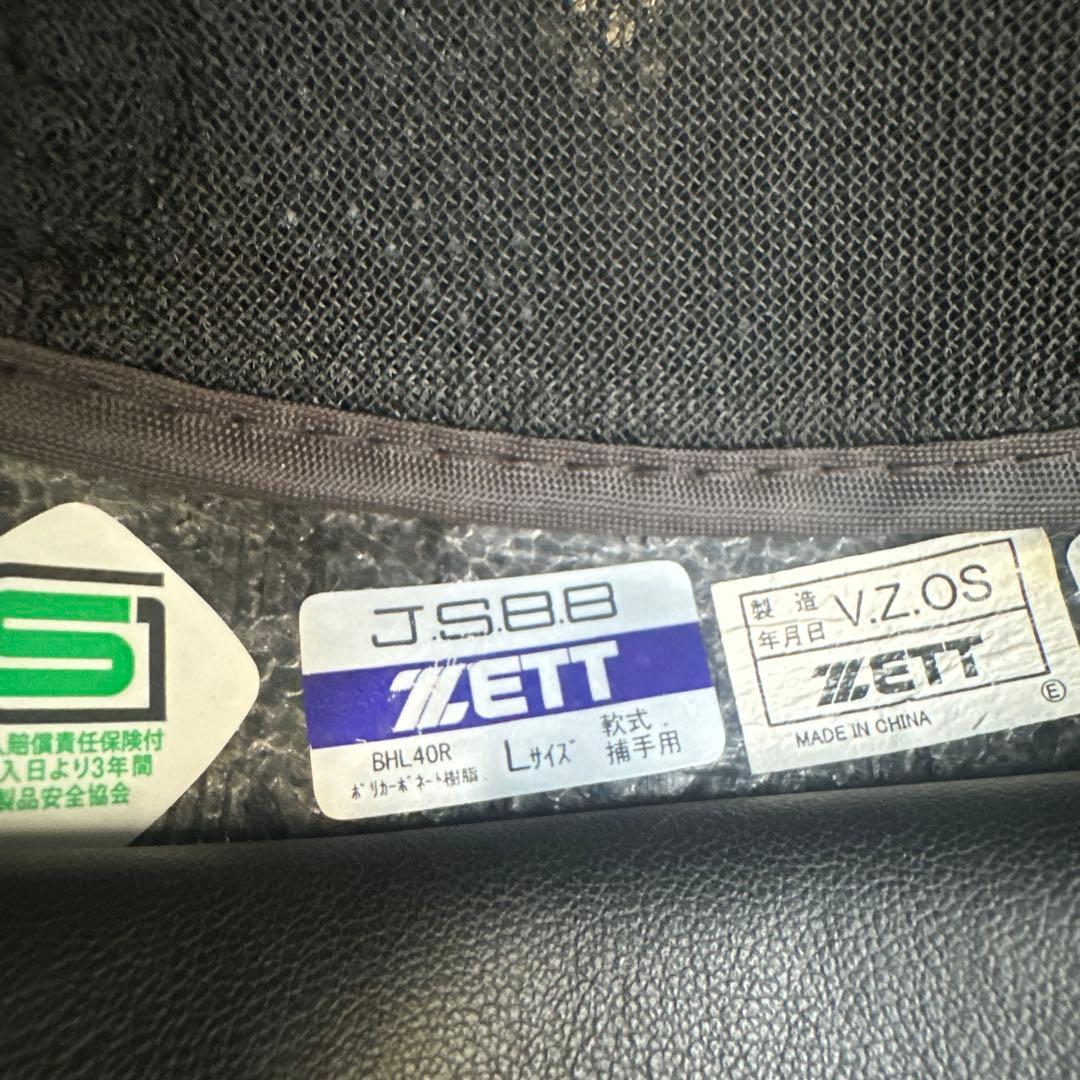 S
人賠償責任保険付
入日より3年間
製品安全協会
J.S.B.B
ZETT
BHL40R Lサイズ 軟式
ポリカーボネート樹脂 捕手用
製造 V.Z.OS
年月日
ZETT
MADE IN CHINA
Ⓔ